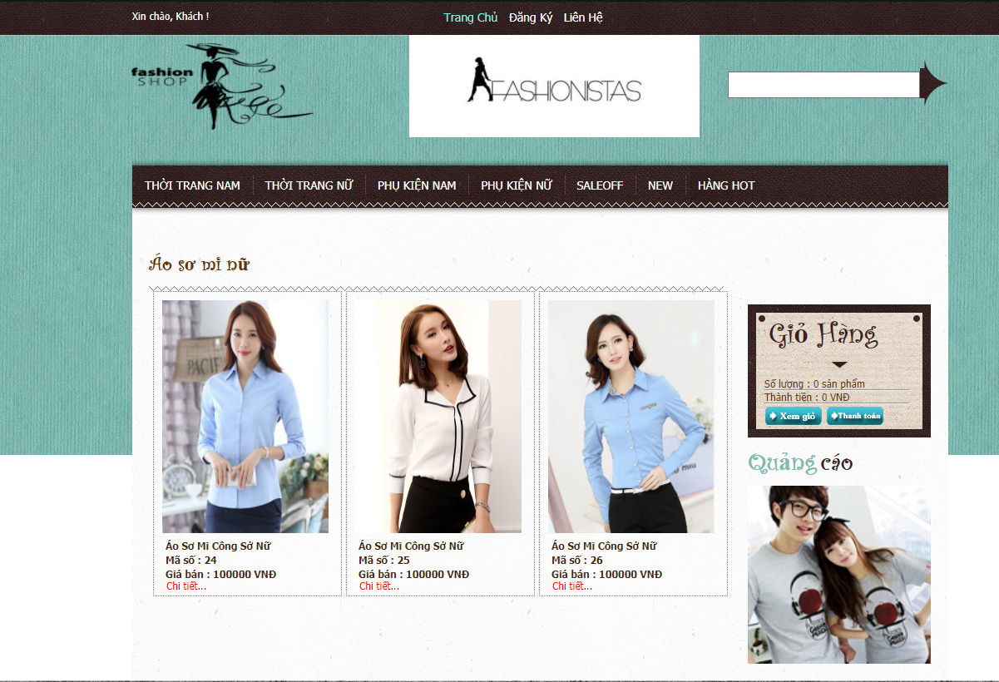 Xin chào, Khách !
Trang Chủ Đăng Ký Liên Hệ
fashion
SHOP
FASHIONISTAS
THỜI TRANG NAM THỜI TRANG NỮ PHỤ KIỆN NAM PHỤ KIỆN NỮ SALEOFF NEW HÀNG HOT
Áo sơ mi nữ
PACIF
MIU
Áo Sơ Mi Công Sở Nữ
Mã số : 24
Giá bán : 100000 VNĐ
Chi tiết...
Áo Sơ Mi Công Sở Nữ
Mã số : 25
Giá bán : 100000 VNĐ
Chi tiết...
Áo Sơ Mi Công Sở Nữ
Mã số : 26
Giá bán : 100000 VNĐ
Chi tiết...
Giỏ Hàng
Số lượng : 0 sản phẩm
Thành tiền : 0 VNĐ
Xem giỏ Thanh toán
Quảng cáo